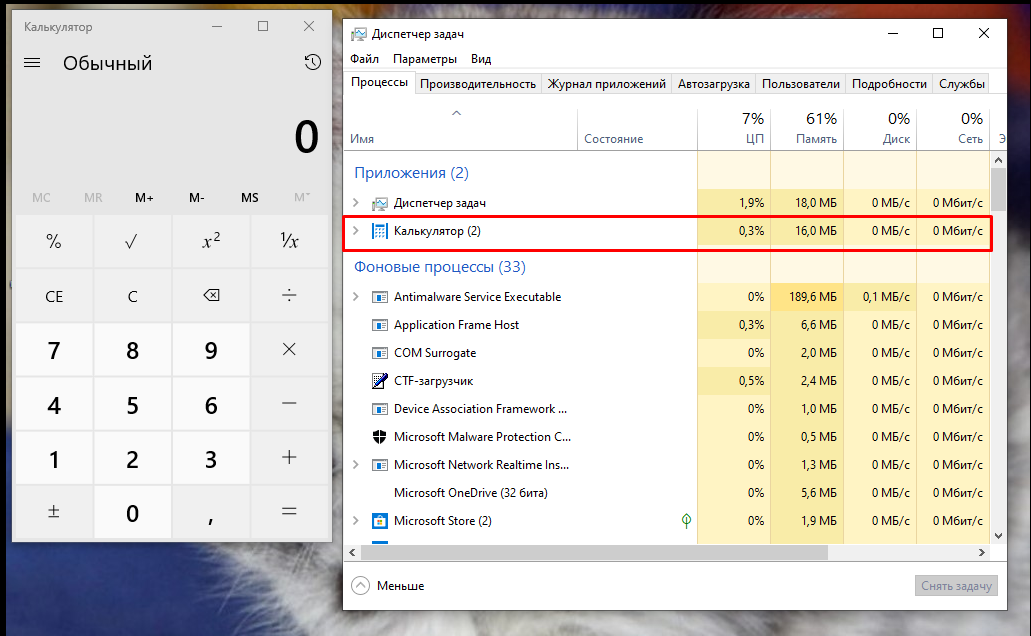 Калькулятор
Обычный
0
MC MR M+ M- MS M˅
% √ x² ¹/x
CE C ⌫ ÷
7 8 9 ×
4 5 6 −
1 2 3 +
± 0 , =
Диспетчер задач
Файл Параметры Вид
Процессы Производительность Журнал приложений Автозагрузка Пользователи Подробности Службы
7% 61% 0% 0%
Имя Состояние ЦП Память Диск Сеть Э
Приложения (2)
Диспетчер задач 1,9% 18,0 МБ 0 МБ/с 0 Мбит/с
Калькулятор (2) 0,3% 16,0 МБ 0 МБ/с 0 Мбит/с
Фоновые процессы (33)
Antimalware Service Executable 0% 189,6 МБ 0,1 МБ/с 0 Мбит/с
Application Frame Host 0,3% 6,6 МБ 0 МБ/с 0 Мбит/с
COM Surrogate 0% 2,0 МБ 0 МБ/с 0 Мбит/с
CTF-загрузчик 0,5% 2,4 МБ 0 МБ/с 0 Мбит/с
Device Association Framework ... 0% 1,0 МБ 0 МБ/с 0 Мбит/с
Microsoft Malware Protection C... 0% 0,5 МБ 0 МБ/с 0 Мбит/с
Microsoft Network Realtime Ins... 0% 1,3 МБ 0 МБ/с 0 Мбит/с
Microsoft OneDrive (32 бита) 0% 5,6 МБ 0 МБ/с 0 Мбит/с
Microsoft Store (2) 0% 1,9 МБ 0 МБ/с 0 Мбит/с
Меньше
Снять задачу